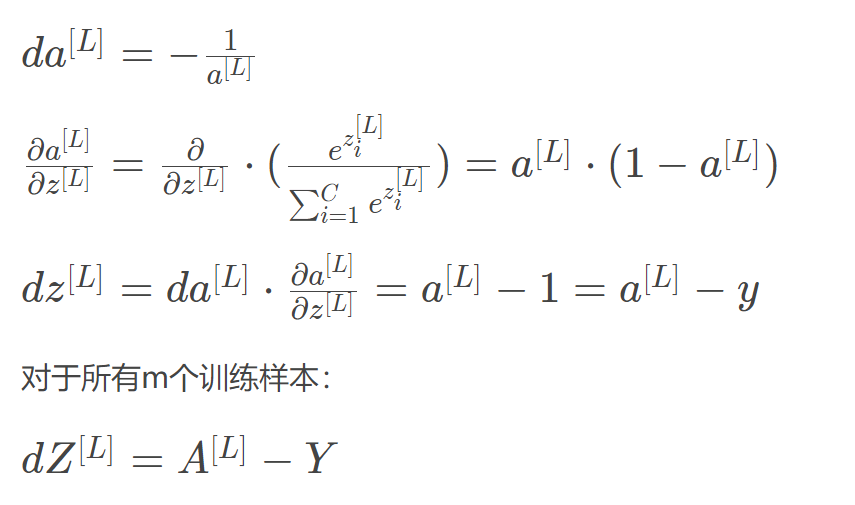 $da^{[L]} = -\frac{1}{a^{[L]}}$
$\frac{\partial a^{[L]}}{\partial z^{[L]}} = \frac{\partial}{\partial z^{[L]}} \cdot (\frac{e^{z_i^{[L]}}}{\sum_{i=1}^{C} e^{z_i^{[L]}}}) = a^{[L]} \cdot (1 - a^{[L]})$
$dz^{[L]} = da^{[L]} \cdot \frac{\partial a^{[L]}}{\partial z^{[L]}} = a^{[L]} - 1 = a^{[L]} - y$
对于所有m个训练样本：
$dZ^{[L]} = A^{[L]} - Y$